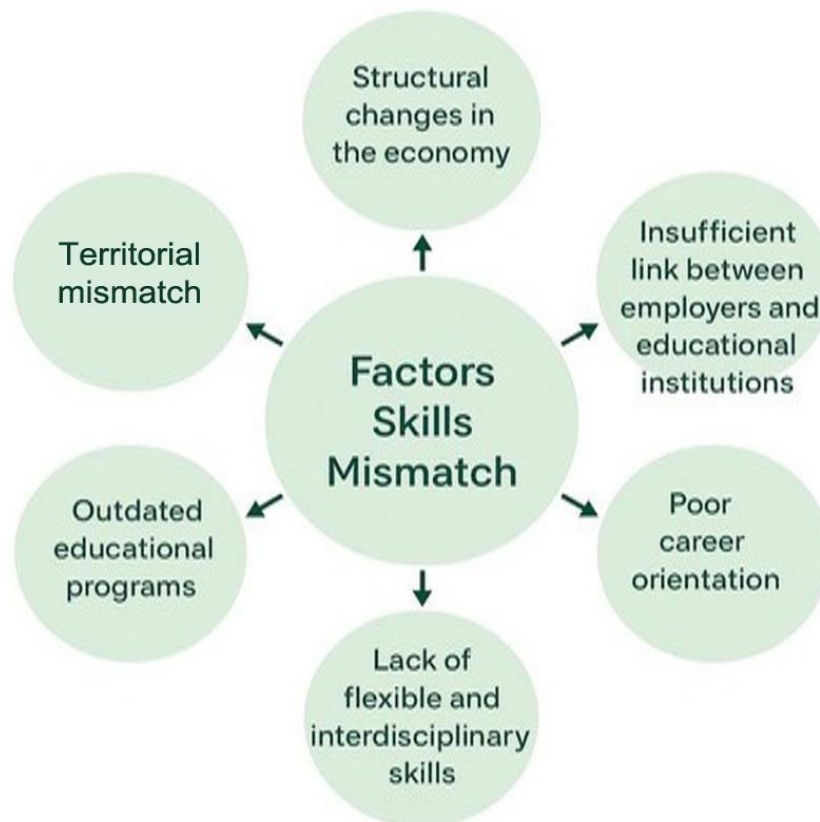 Structural
changes in
the economy
Territorial
mismatch
Insufficient
link between
employers and
educational
institutions
Factors
Skills
Mismatch
Outdated
educational
programs
Poor
career
orientation
Lack of
flexible and
interdisciplinary
skills